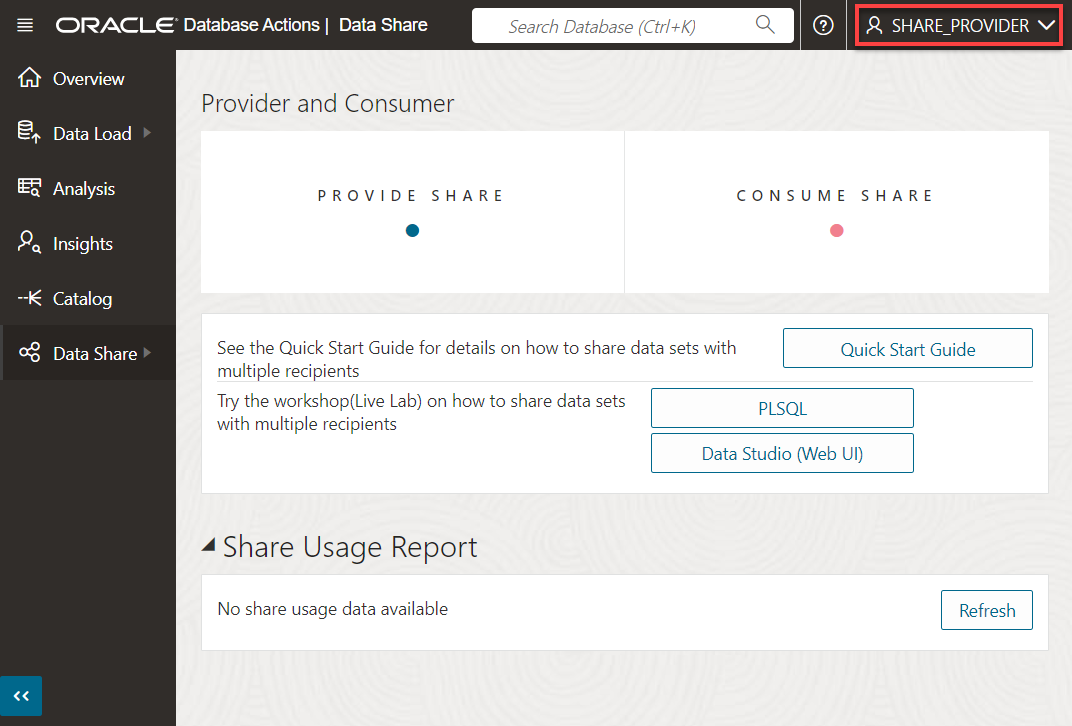 ORACLE Database Actions | Data Share
Search Database (Ctrl+K)
SHARE_PROVIDER
Overview
Data Load
Analysis
Insights
Catalog
Data Share
Provider and Consumer
PROVIDE SHARE
CONSUME SHARE
See the Quick Start Guide for details on how to share data sets with
multiple recipients
Quick Start Guide
Try the workshop(Live Lab) on how to share data sets
with multiple recipients
PLSQL
Data Studio (Web UI)
Share Usage Report
No share usage data available
Refresh